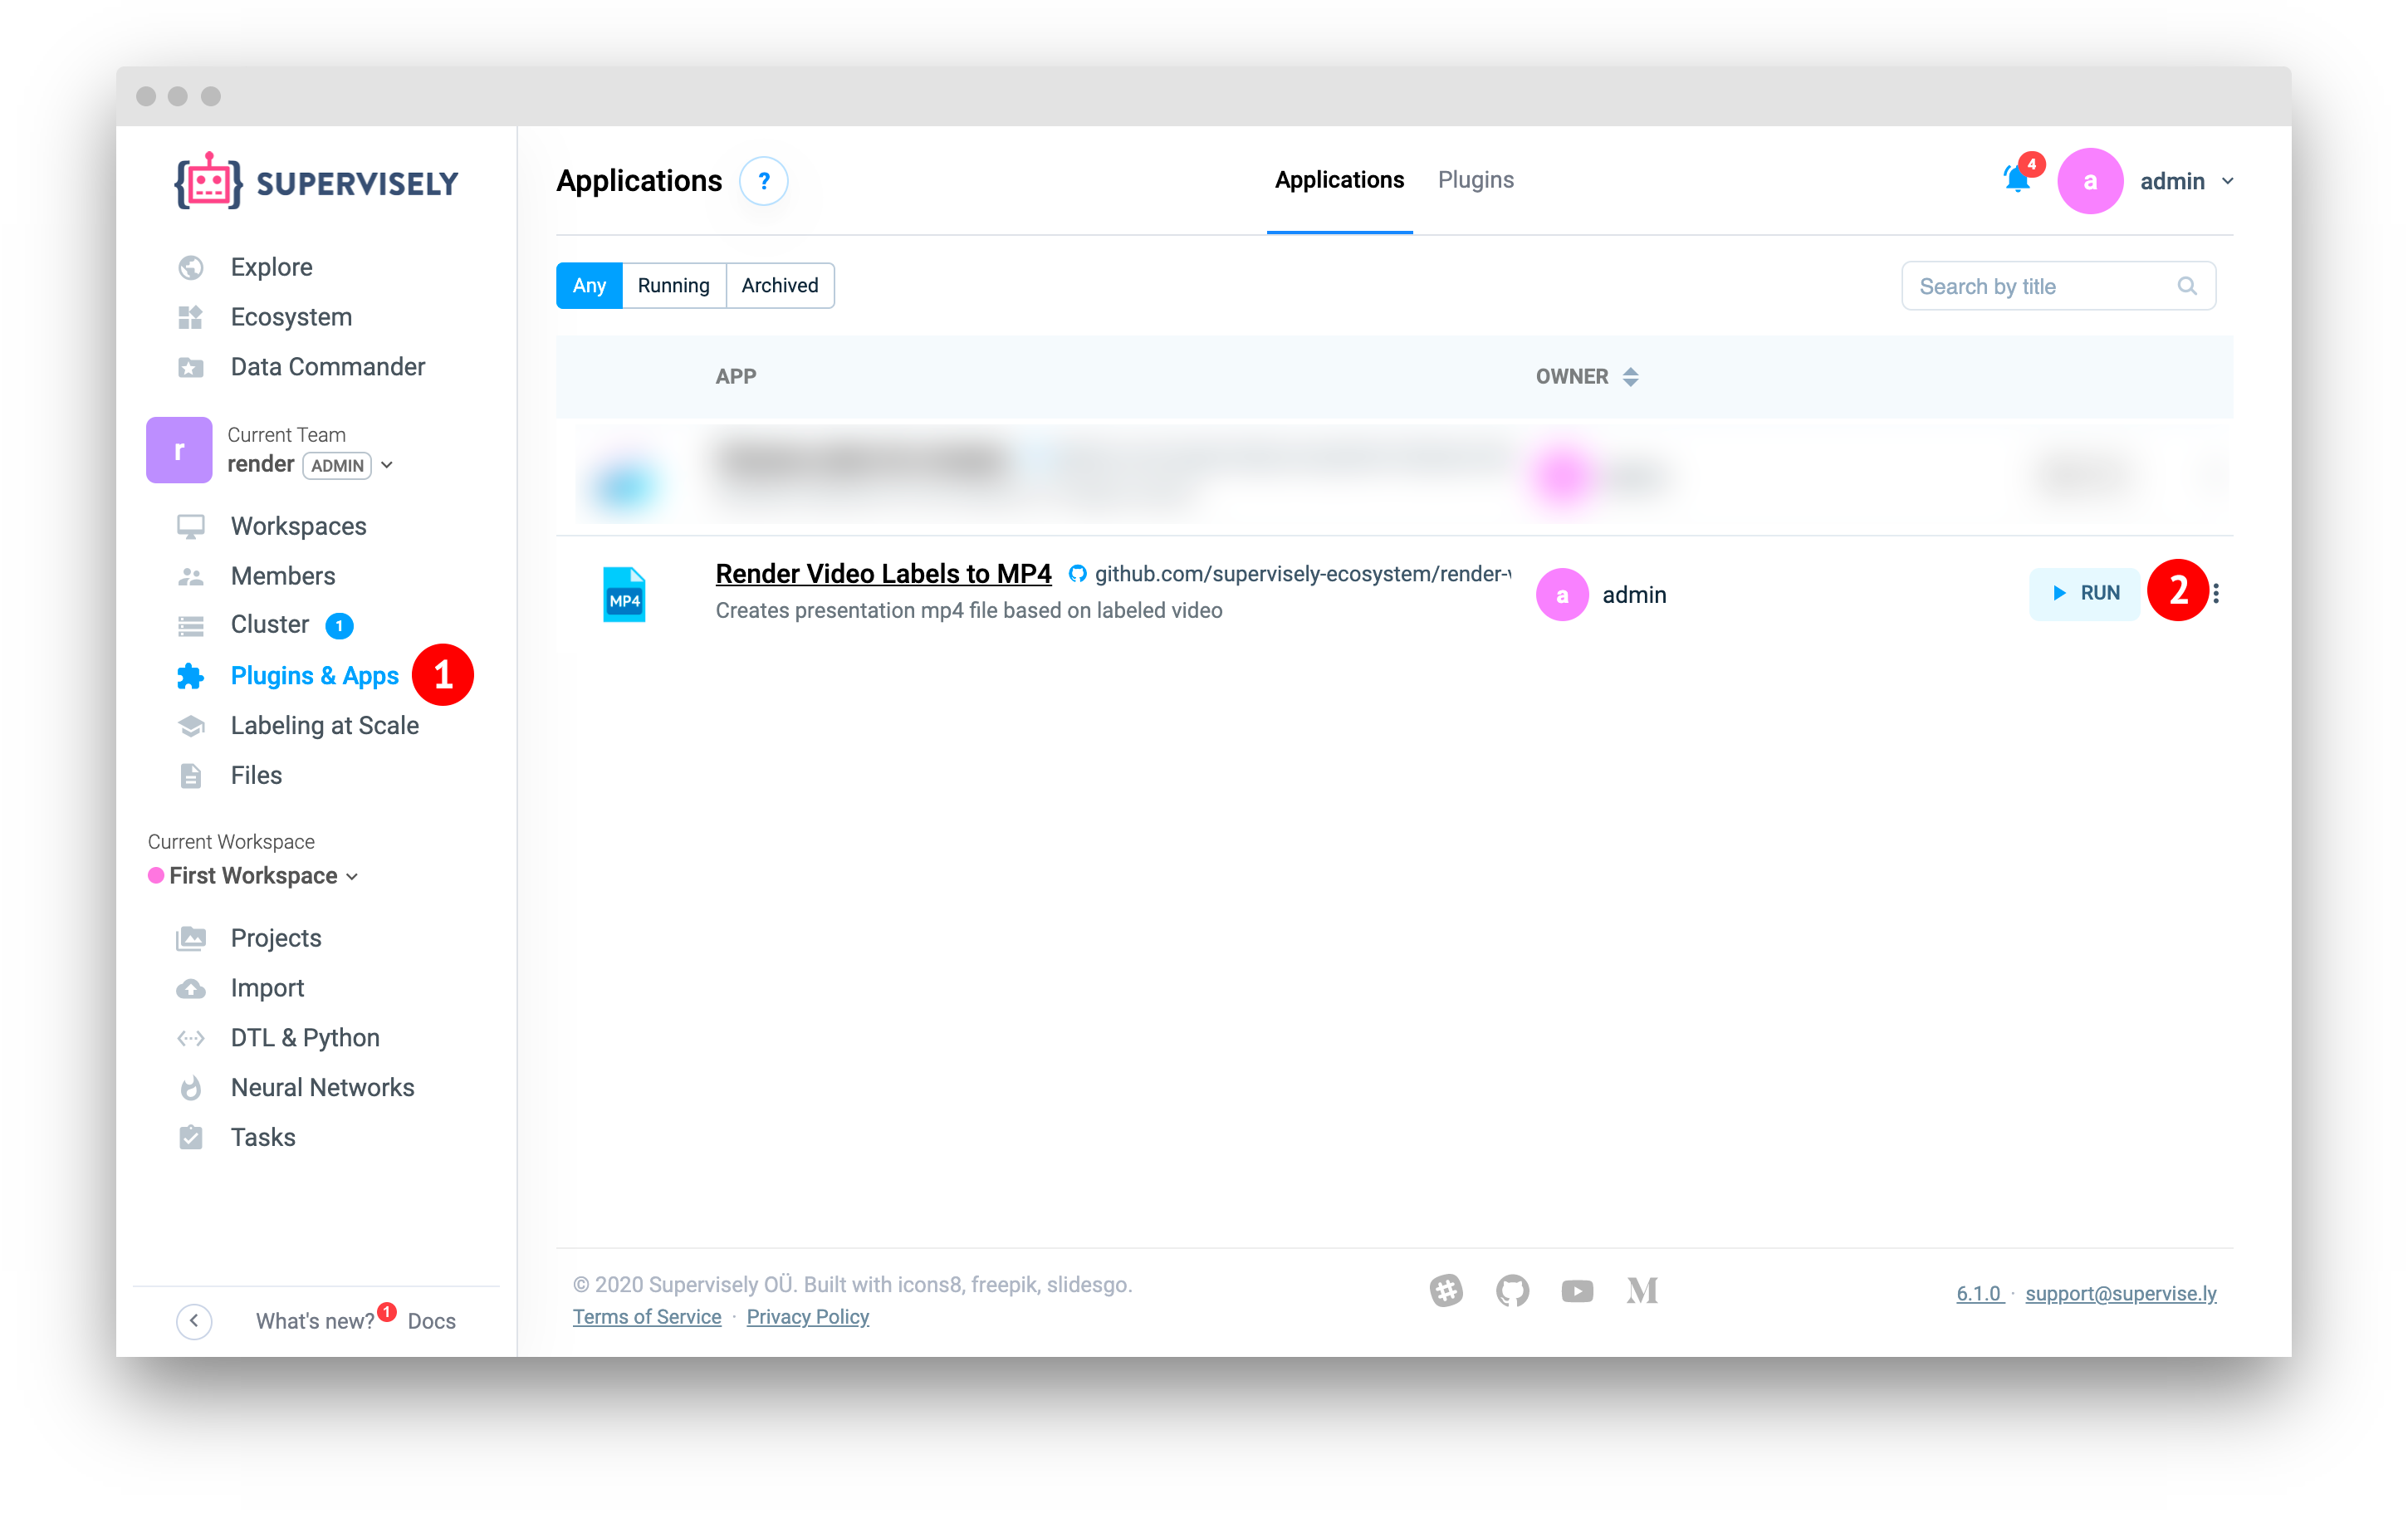 SUPERVISELY
Explore
Ecosystem
Data Commander
r
Current Team
render ADMIN
Workspaces
Members
Cluster 1
Plugins & Apps 1
Labeling at Scale
Files
Current Workspace
First Workspace
Projects
Import
DTL & Python
Neural Networks
Tasks
What's new? 1 Docs
Applications ?
Applications Plugins
4
a admin
Any Running Archived
Search by title
APP OWNER
MP4
Render Video Labels to MP4 github.com/supervisely-ecosystem/render-
Creates presentation mp4 file based on labeled video
a admin
RUN 2
© 2020 Supervisely OÜ. Built with icons8, freepik, slidesgo.
Terms of Service · Privacy Policy
M
6.1.0 · support@supervise.ly